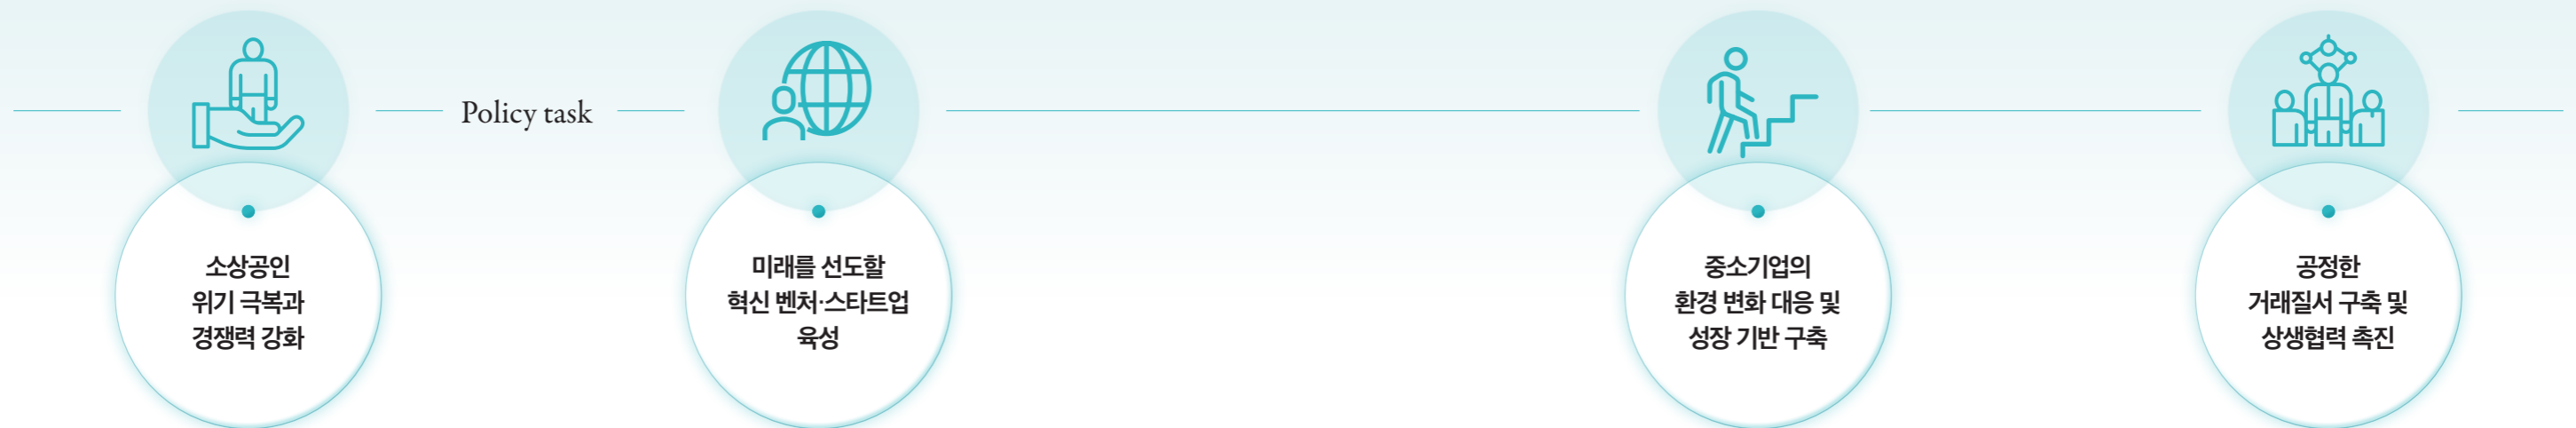 Policy task
소상공인
위기 극복과
경쟁력 강화
미래를 선도할
혁신 벤처·스타트업
육성
중소기업의
환경 변화 대응 및
성장 기반 구축
공정한
거래질서 구축 및
상생협력 촉진